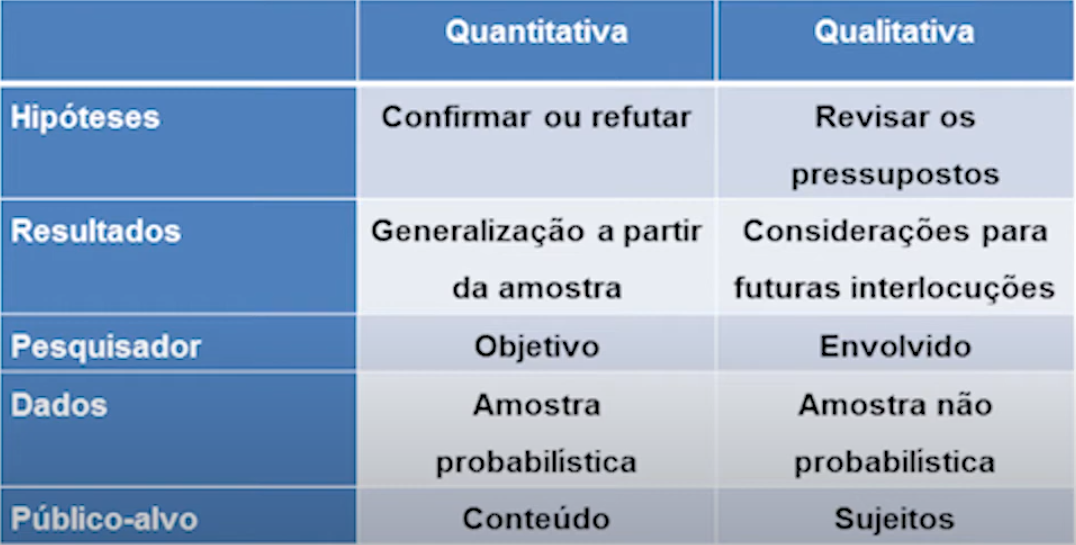 Quantitativa Qualitativa
Hipóteses Confirmar ou refutar Revisar os
pressupostos
Resultados Generalização a partir Considerações para
da amostra futuras interlocuções
Pesquisador Objetivo Envolvido
Dados Amostra Amostra não
probabilística probabilística
Público-alvo Conteúdo Sujeitos